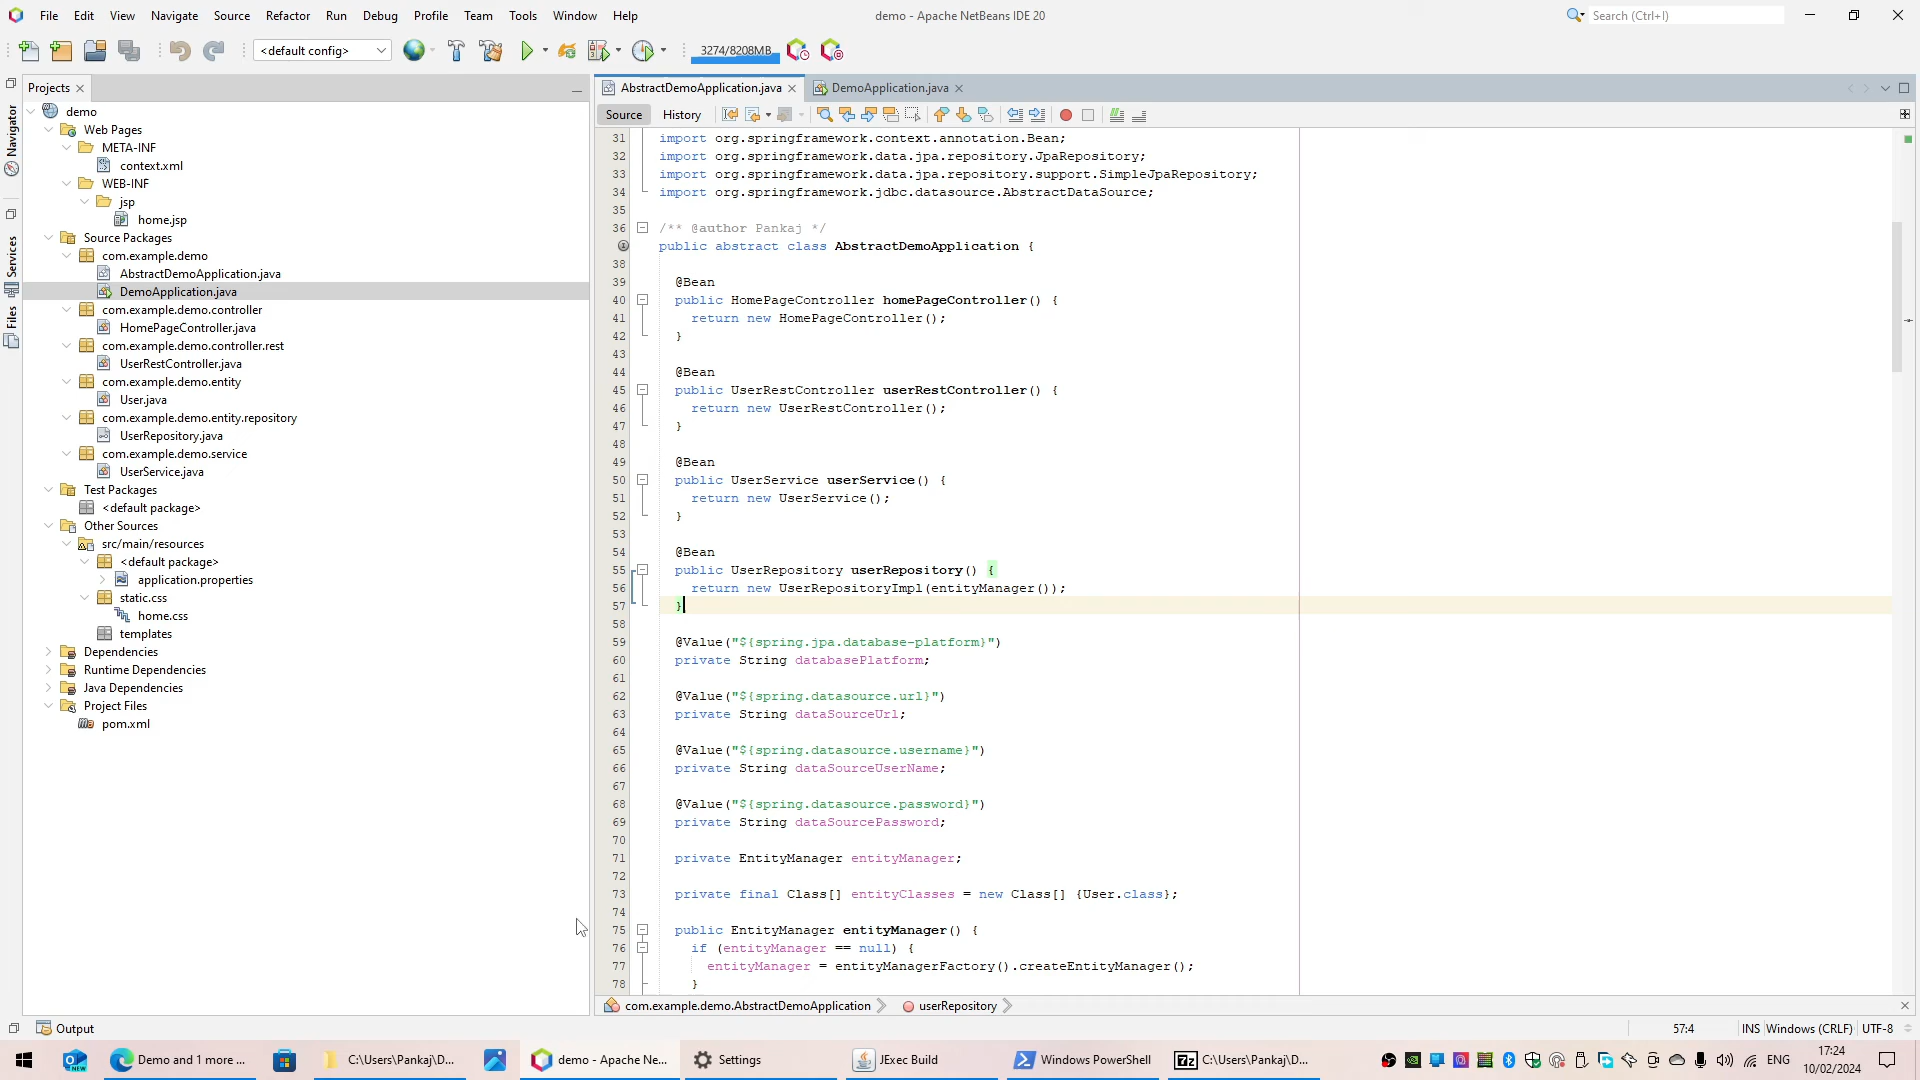 File Edit View Navigate Source Refactor Run Debug Profile Team Tools Window Help
demo - Apache NetBeans IDE 20
Search (Ctrl+I)
<default config>
3274/8208MB
Projects
AbstractDemoApplication.java
DemoApplication.java
Source History
Navigator
Services
Files
demo
Web Pages
META-INF
context.xml
WEB-INF
jsp
home.jsp
Source Packages
com.example.demo
AbstractDemoApplication.java
DemoApplication.java
com.example.demo.controller
HomePageController.java
com.example.demo.controller.rest
UserRestController.java
com.example.demo.entity
User.java
com.example.demo.entity.repository
UserRepository.java
com.example.demo.service
UserService.java
Test Packages
<default package>
Other Sources
src/main/resources
<default package>
application.properties
static.css
home.css
templates
Dependencies
Runtime Dependencies
Java Dependencies
Project Files
pom.xml
31 import org.springframework.context.annotation.Bean;
32 import org.springframework.data.jpa.repository.JpaRepository;
33 import org.springframework.data.jpa.repository.support.SimpleJpaRepository;
34 import org.springframework.jdbc.datasource.AbstractDataSource;
35
36 /** @author Pankaj */
public abstract class AbstractDemoApplication {
38
39 @Bean
40 public HomePageController homePageController() {
41 return new HomePageController();
42 }
43
44 @Bean
45 public UserRestController userRestController() {
46 return new UserRestController();
47 }
48
49 @Bean
50 public UserService userService() {
51 return new UserService();
52 }
53
54 @Bean
55 public UserRepository userRepository() {
56 return new UserRepositoryImpl(entityManager());
57 }
58
59 @Value("${spring.jpa.database-platform}")
60 private String databasePlatform;
61
62 @Value("${spring.datasource.url}")
63 private String dataSourceUrl;
64
65 @Value("${spring.datasource.username}")
66 private String dataSourceUserName;
67
68 @Value("${spring.datasource.password}")
69 private String dataSourcePassword;
70
71 private EntityManager entityManager;
72
73 private final Class[] entityClasses = new Class[] {User.class};
74
75 public EntityManager entityManager() {
76 if (entityManager == null) {
77 entityManager = entityManagerFactory().createEntityManager();
78 }
com.example.demo.AbstractDemoApplication
userRepository
Output
57:4
INS
Windows (CRLF)
UTF-8
Demo and 1 more ...
C:\Users\Pankaj\D...
demo - Apache Ne...
Settings
JExec Build
Windows PowerShell
C:\Users\Pankaj\D...
ENG
17:24
10/02/2024